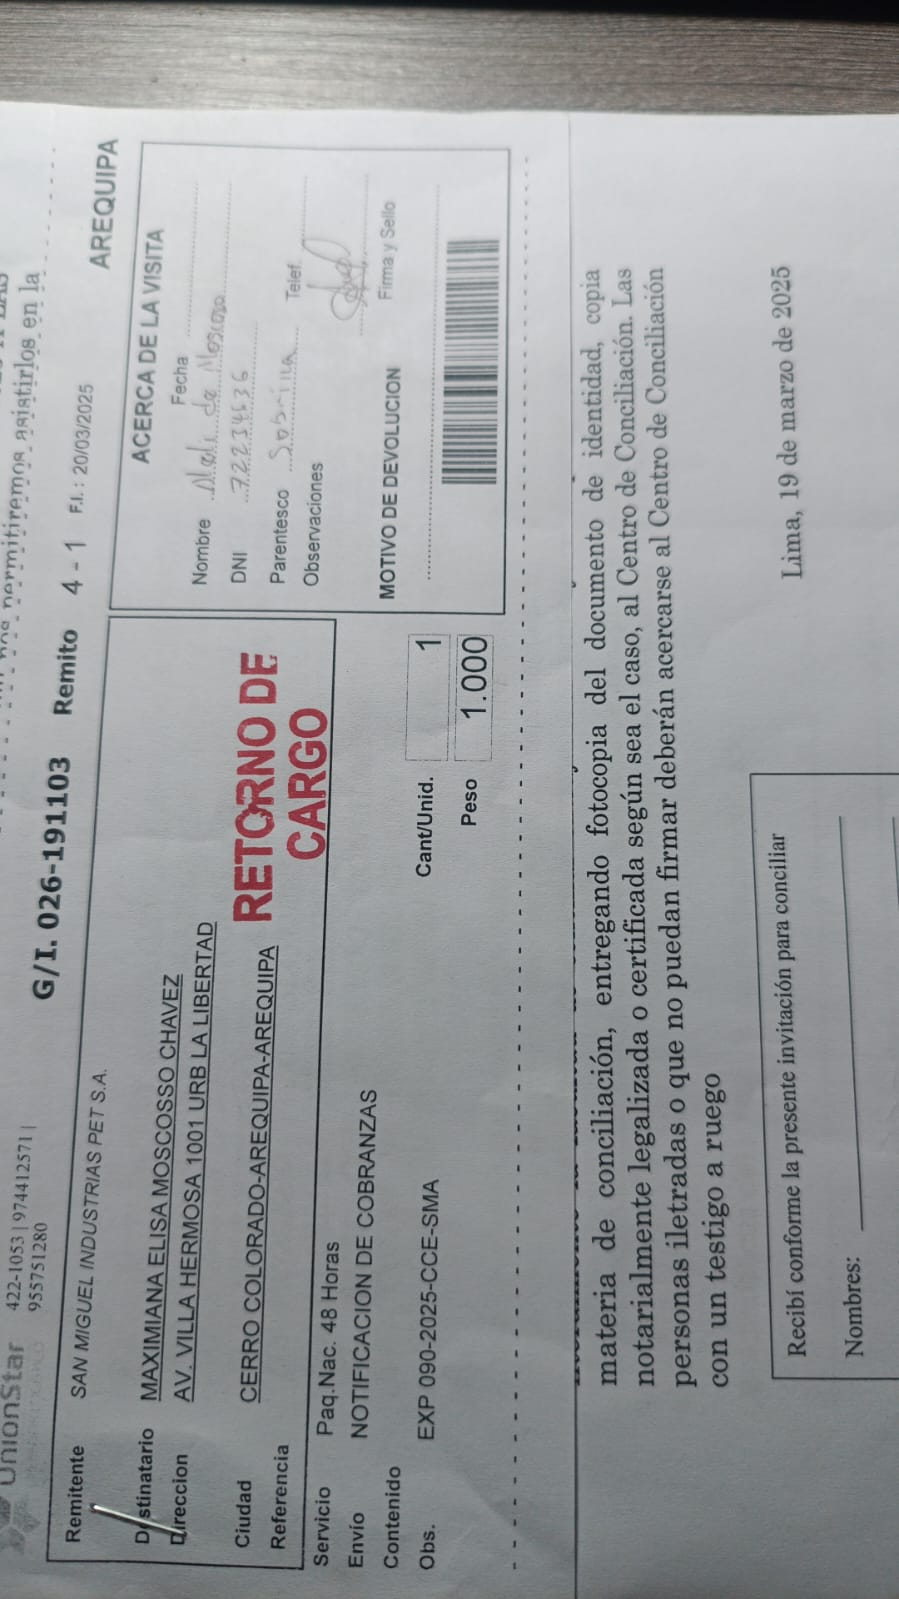 nos permitiremos asistirlos en la
UnionStar
422-1053 | 974412571 |
955751280
G/I. 026-191103 Remito 4 - 1 F.I. : 20/03/2025 AREQUIPA
Remitente SAN MIGUEL INDUSTRIAS PET S.A.
Destinatario MAXIMIANA ELISA MOSCOSSO CHAVEZ
Direccion AV. VILLA HERMOSA 1001 URB LA LIBERTAD
Ciudad CERRO COLORADO-AREQUIPA-AREQUIPA
Referencia
RETORNO DE
CARGO
Servicio Paq.Nac. 48 Horas
Envío NOTIFICACION DE COBRANZAS
Contenido
Obs. EXP 090-2025-CCE-SMA
Cant/Unid. 1
Peso 1.000
ACERCA DE LA VISITA
Fecha
Nombre de Moscoso
DNI 72234636
Parentesco Sobrina Telef.
Observaciones
Firma y Sello
MOTIVO DE DEVOLUCION
materia de conciliación, entregando fotocopia del documento de identidad, copia
notarialmente legalizada o certificada según sea el caso, al Centro de Conciliación. Las
personas iletradas o que no puedan firmar deberán acercarse al Centro de Conciliación
con un testigo a ruego
Lima, 19 de marzo de 2025
Recibí conforme la presente invitación para conciliar
Nombres: